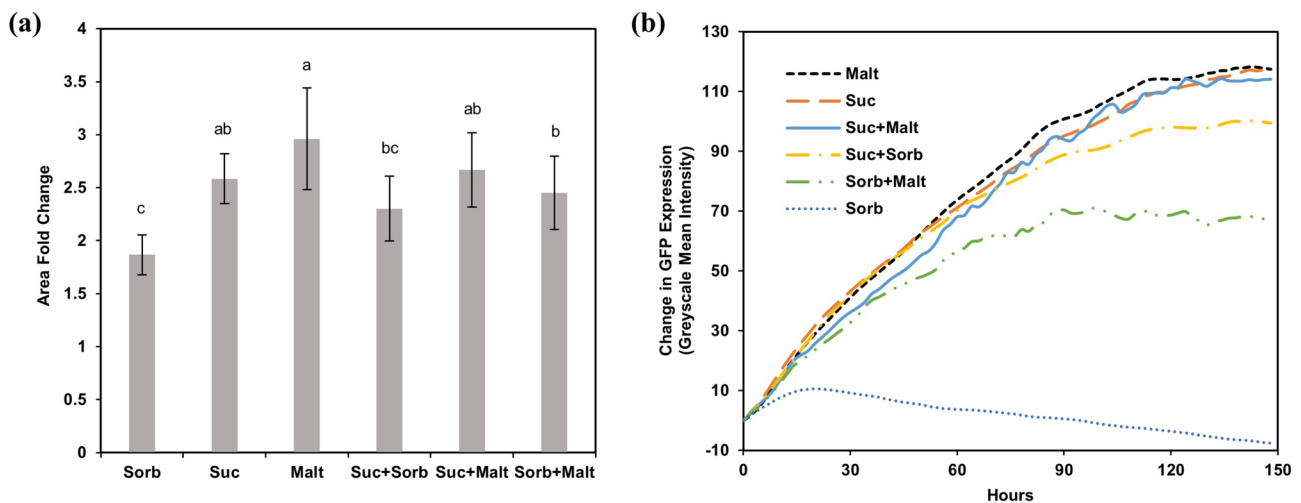 (a)
Area Fold Change
4
3.5
3
2.5
2
1.5
1
0.5
0
c
ab
a
bc
ab
b
Sorb
Suc
Malt
Suc+Sorb
Suc+Malt
Sorb+Malt
(b)
Change in GFP Expression
(Greyscale Mean Intensity)
130
110
90
70
50
30
10
-10
Malt
Suc
Suc+Malt
Suc+Sorb
Sorb+Malt
Sorb
0
30
60
90
120
150
Hours